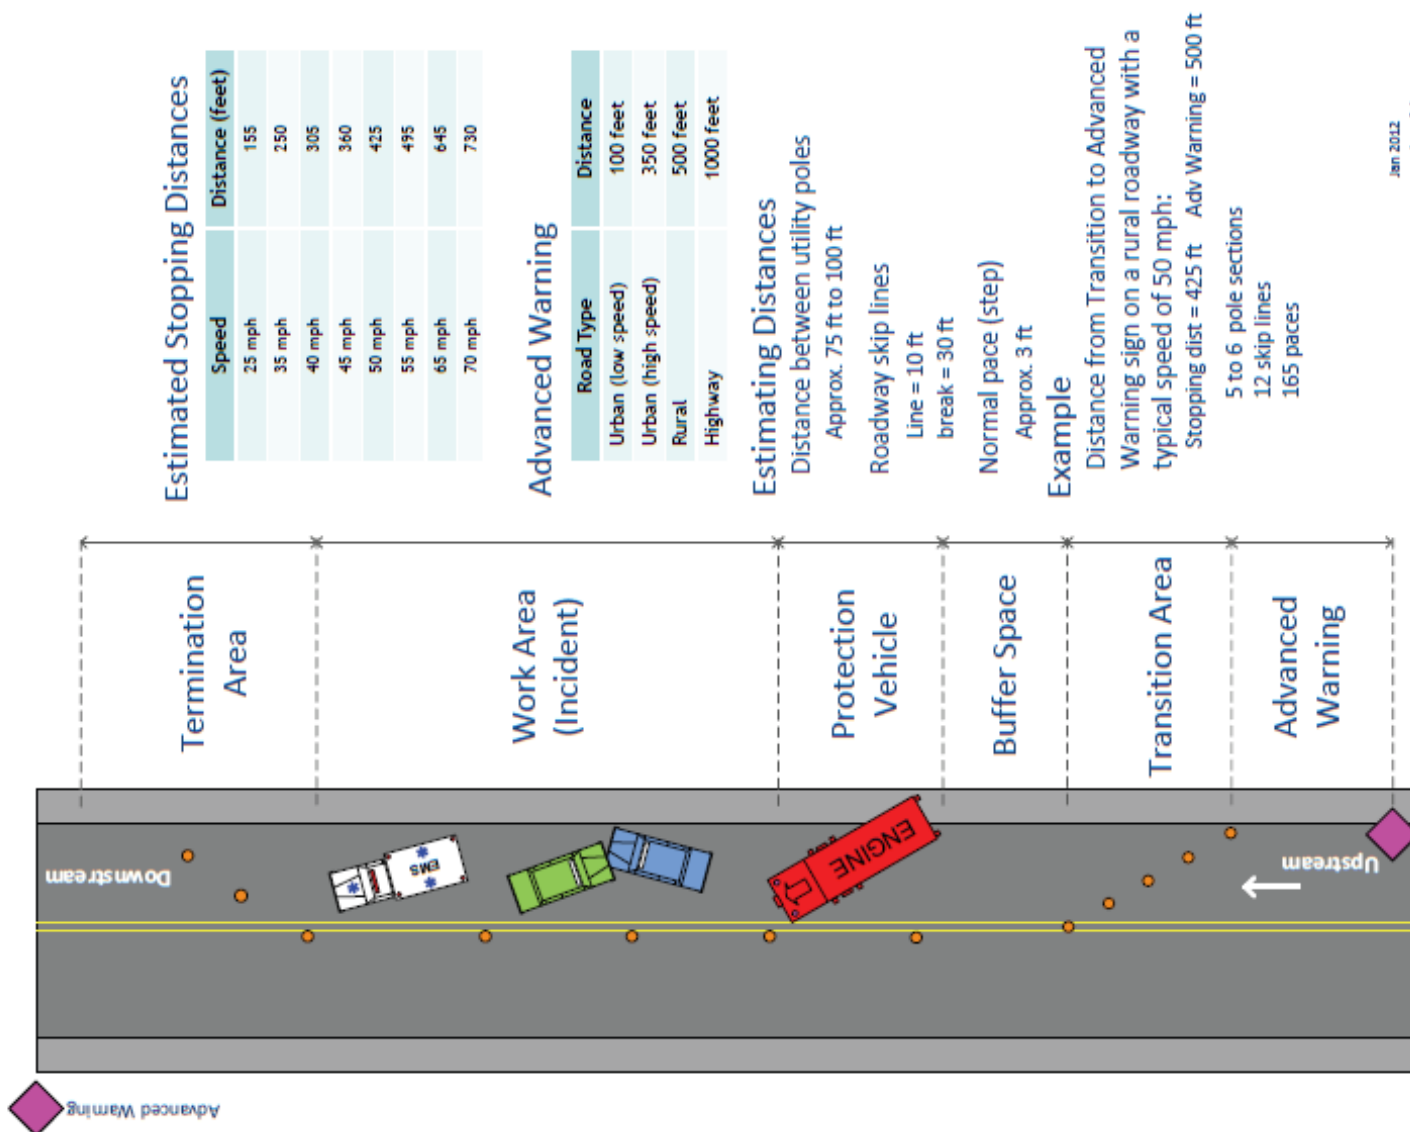 Estimated Stopping Distances
Speed Distance (feet)
25 mph 155
35 mph 250
40 mph 305
45 mph 360
50 mph 425
55 mph 495
65 mph 645
70 mph 730
Advanced Warning
Road Type Distance
Urban (low speed) 100 feet
Urban (high speed) 350 feet
Rural 500 feet
Highway 1000 feet
Estimating Distances
Distance between utility poles
Approx. 75 ft to 100 ft
Roadway skip lines
Line = 10 ft
break = 30 ft
Normal pace (step)
Approx. 3 ft
Example
Distance from Transition to Advanced
Warning sign on a rural roadway with a
typical speed of 50 mph:
Stopping dist = 425 ft Adv Warning = 500 ft
5 to 6 pole sections
12 skip lines
165 paces
Jan 2012
Termination
Area
Work Area
(Incident)
Protection
Vehicle
Buffer Space
Transition Area
Advanced
Warning
Downstream
EMS
ENGINE
Upstream
Advanced Warning